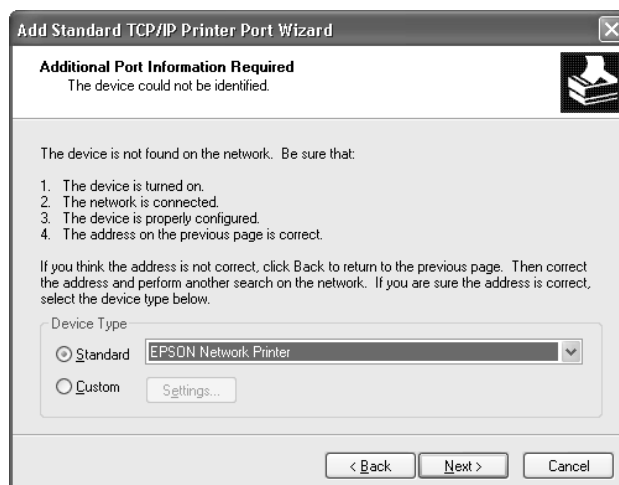 Add Standard TCP/IP Printer Port Wizard
Additional Port Information Required
The device could not be identified.
The device is not found on the network. Be sure that:
1. The device is turned on.
2. The network is connected.
3. The device is properly configured.
4. The address on the previous page is correct.
If you think the address is not correct, click Back to return to the previous page. Then correct
the address and perform another search on the network. If you are sure the address is correct,
select the device type below.
Device Type
Standard EPSON Network Printer
Custom Settings...
< Back Next > Cancel